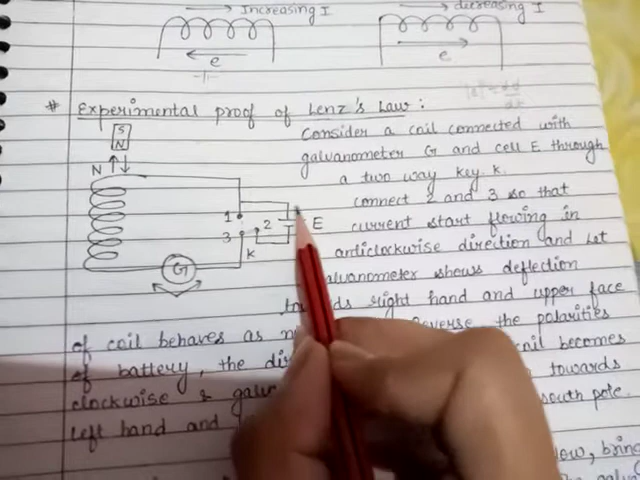 Increasing I
decreasing I
e
e
# Experimental proof of Lenz's Law :
Consider a coil connected with
galvanometer G and cell E through
a two way key k.
connect 2 and 3 so that
current start flowing in
anticlockwise direction and let
galvanometer shows deflection
towards right hand and upper face
of coil behaves as
Reverse the polarities
of battery, the
coil becomes
clockwise &
towards
left hand and
south pole.
now, bring
S
N
N
1
2
3
E
k
G